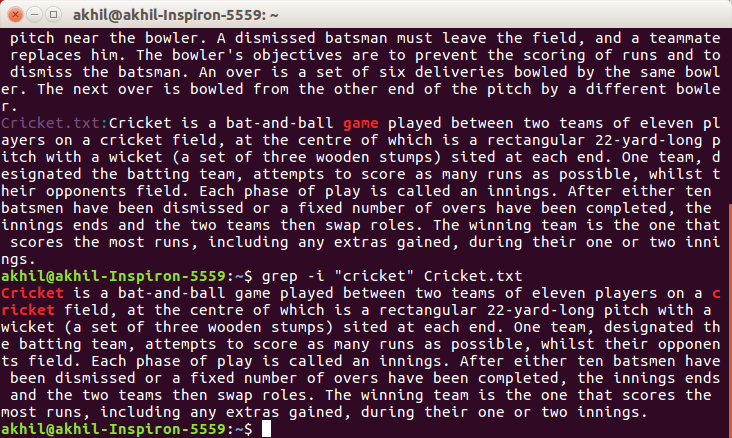 akhil@akhil-Inspiron-5559: ~
pitch near the bowler. A dismissed batsman must leave the field, and a teammate
replaces him. The bowler's objectives are to prevent the scoring of runs and to
dismiss the batsman. An over is a set of six deliveries bowled by the same bowl
er. The next over is bowled from the other end of the pitch by a different bowle
r.
Cricket.txt:Cricket is a bat-and-ball game played between two teams of eleven pl
ayers on a cricket field, at the centre of which is a rectangular 22-yard-long p
itch with a wicket (a set of three wooden stumps) sited at each end. One team, d
esignated the batting team, attempts to score as many runs as possible, whilst t
heir opponents field. Each phase of play is called an innings. After either ten
batsmen have been dismissed or a fixed number of overs have been completed, the
innings ends and the two teams then swap roles. The winning team is the one that
scores the most runs, including any extras gained, during their one or two inni
ngs.
akhil@akhil-Inspiron-5559:~$ grep -i "cricket" Cricket.txt
Cricket is a bat-and-ball game played between two teams of eleven players on a c
ricket field, at the centre of which is a rectangular 22-yard-long pitch with a
wicket (a set of three wooden stumps) sited at each end. One team, designated th
e batting team, attempts to score as many runs as possible, whilst their opponen
ts field. Each phase of play is called an innings. After either ten batsmen have
been dismissed or a fixed number of overs have been completed, the innings ends
and the two teams then swap roles. The winning team is the one that scores the
most runs, including any extras gained, during their one or two innings.
akhil@akhil-Inspiron-5559:~$